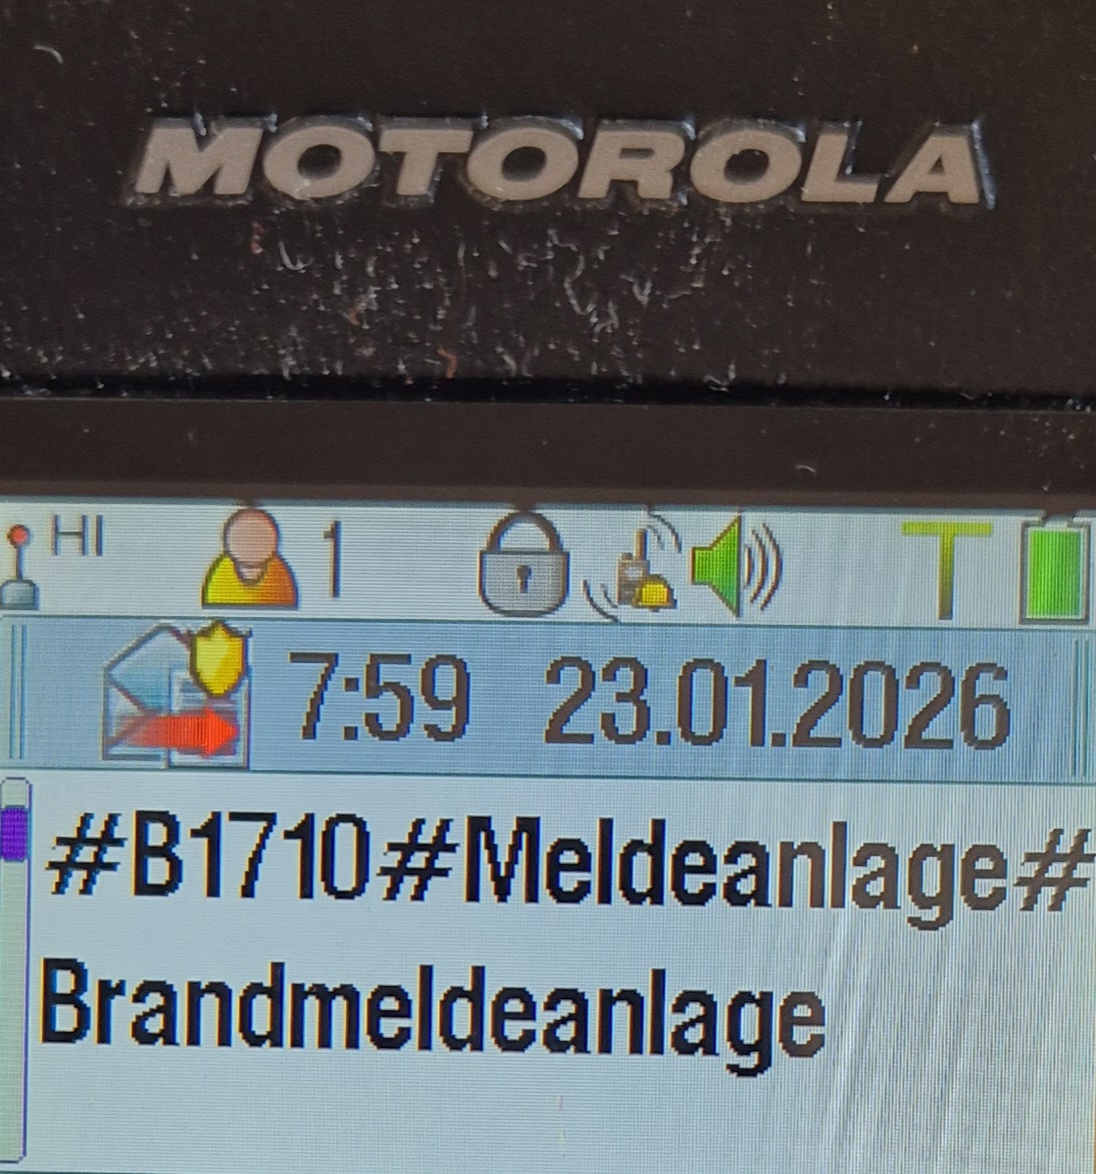 MOTOROLA
HI 1 T
7:59 23.01.2026
#B1710#Meldeanlage#
Brandmeldeanlage